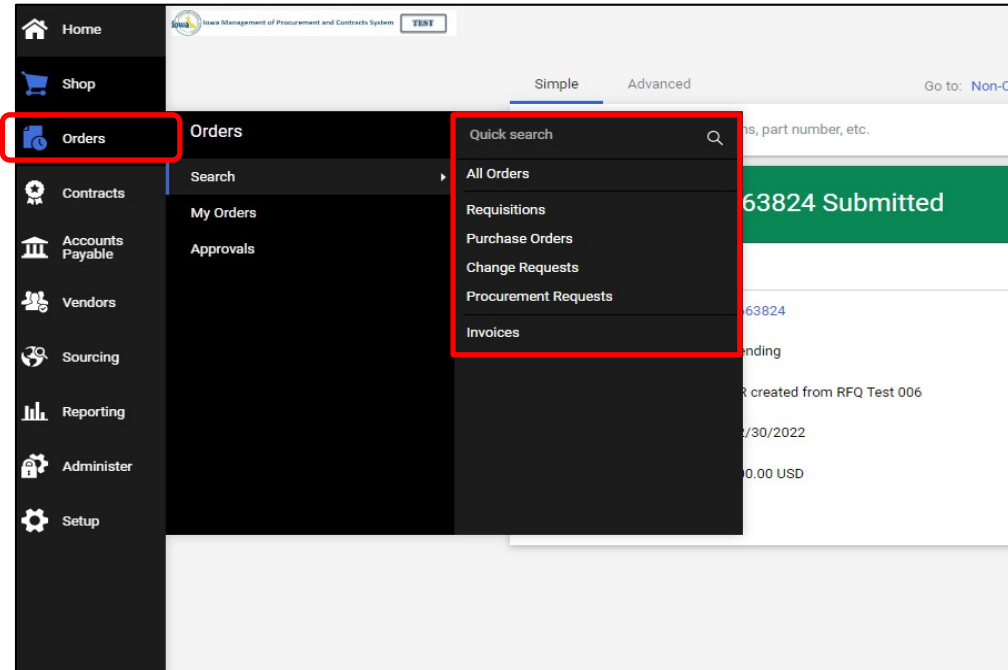 Home
Iowa
Iowa Management of Procurement and Contracts System
TEST
Shop
Simple
Advanced
Go to: Non-
Orders
Orders
Quick search
ns, part number, etc.
Search
All Orders
My Orders
Requisitions
63824 Submitted
Approvals
Purchase Orders
Change Requests
Procurement Requests
Invoices
Contracts
Accounts
Payable
Vendors
Sourcing
Reporting
Administer
Setup
63824
ending
R created from RFQ Test 006
/30/2022
00.00 USD